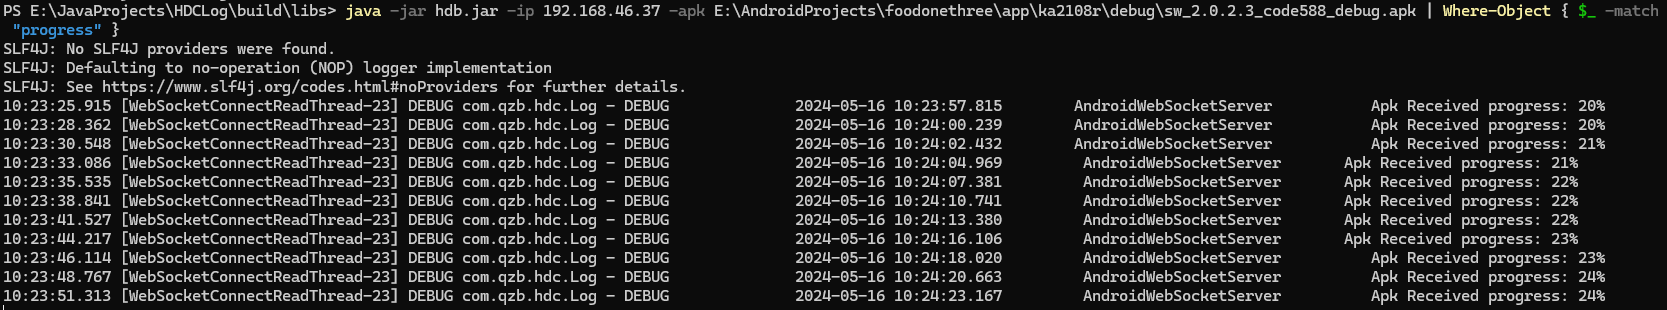 PS E:\JavaProjects\HDCLog\build\libs> java -jar hdb.jar -ip 192.168.46.37 -apk E:\AndroidProjects\foodonethree\app\ka2108r\debug\sw_2.0.2.3_code588_debug.apk | Where-Object { $_ -match
"progress" }
SLF4J: No SLF4J providers were found.
SLF4J: Defaulting to no-operation (NOP) logger implementation
SLF4J: See https://www.slf4j.org/codes.html#noProviders for further details.
10:23:25.915 [WebSocketConnectReadThread-23] DEBUG com.qzb.hdc.Log - DEBUG 2024-05-16 10:23:57.815 AndroidWebSocketServer Apk Received progress: 20%
10:23:28.362 [WebSocketConnectReadThread-23] DEBUG com.qzb.hdc.Log - DEBUG 2024-05-16 10:24:00.239 AndroidWebSocketServer Apk Received progress: 20%
10:23:30.548 [WebSocketConnectReadThread-23] DEBUG com.qzb.hdc.Log - DEBUG 2024-05-16 10:24:02.432 AndroidWebSocketServer Apk Received progress: 21%
10:23:33.086 [WebSocketConnectReadThread-23] DEBUG com.qzb.hdc.Log - DEBUG 2024-05-16 10:24:04.969 AndroidWebSocketServer Apk Received progress: 21%
10:23:35.535 [WebSocketConnectReadThread-23] DEBUG com.qzb.hdc.Log - DEBUG 2024-05-16 10:24:07.381 AndroidWebSocketServer Apk Received progress: 22%
10:23:38.841 [WebSocketConnectReadThread-23] DEBUG com.qzb.hdc.Log - DEBUG 2024-05-16 10:24:10.741 AndroidWebSocketServer Apk Received progress: 22%
10:23:41.527 [WebSocketConnectReadThread-23] DEBUG com.qzb.hdc.Log - DEBUG 2024-05-16 10:24:13.380 AndroidWebSocketServer Apk Received progress: 22%
10:23:44.217 [WebSocketConnectReadThread-23] DEBUG com.qzb.hdc.Log - DEBUG 2024-05-16 10:24:16.106 AndroidWebSocketServer Apk Received progress: 23%
10:23:46.114 [WebSocketConnectReadThread-23] DEBUG com.qzb.hdc.Log - DEBUG 2024-05-16 10:24:18.020 AndroidWebSocketServer Apk Received progress: 23%
10:23:48.767 [WebSocketConnectReadThread-23] DEBUG com.qzb.hdc.Log - DEBUG 2024-05-16 10:24:20.663 AndroidWebSocketServer Apk Received progress: 24%
10:23:51.313 [WebSocketConnectReadThread-23] DEBUG com.qzb.hdc.Log - DEBUG 2024-05-16 10:24:23.167 AndroidWebSocketServer Apk Received progress: 24%